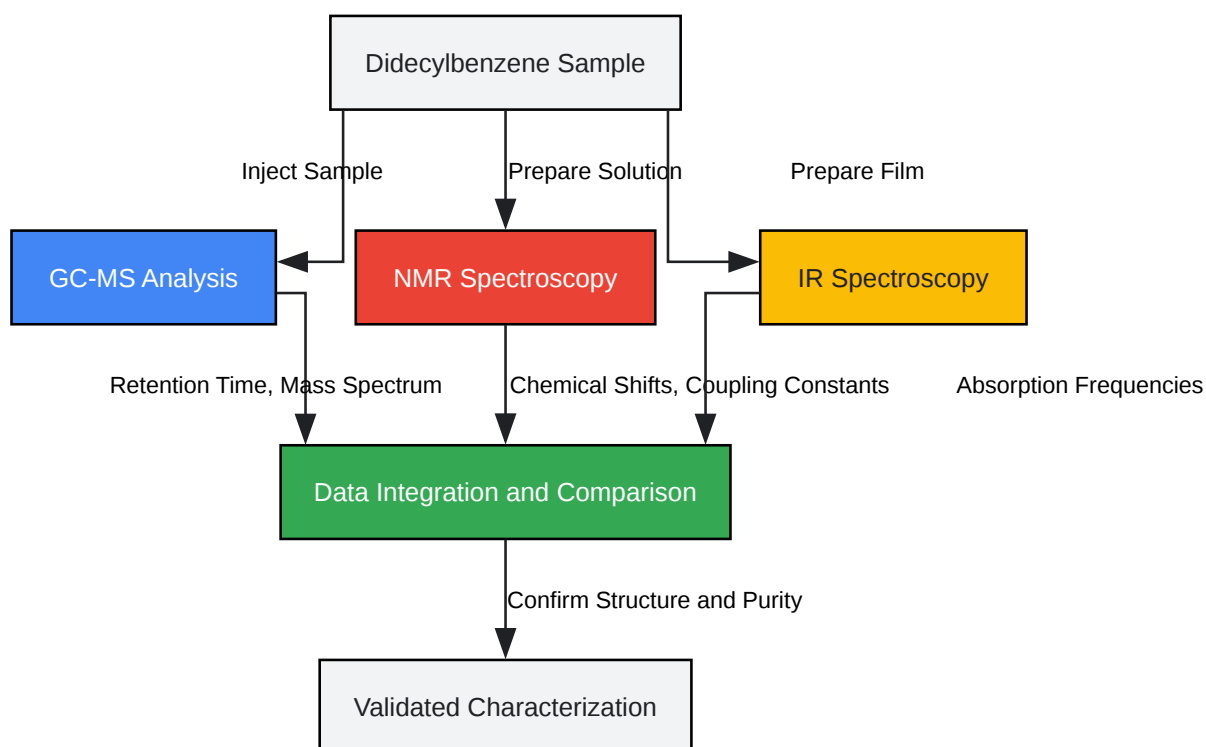 Didecylbenzene Sample
Inject Sample
Prepare Solution
Prepare Film
GC-MS Analysis
NMR Spectroscopy
IR Spectroscopy
Retention Time, Mass Spectrum
Chemical Shifts, Coupling Constants
Absorption Frequencies
Data Integration and Comparison
Confirm Structure and Purity
Validated Characterization